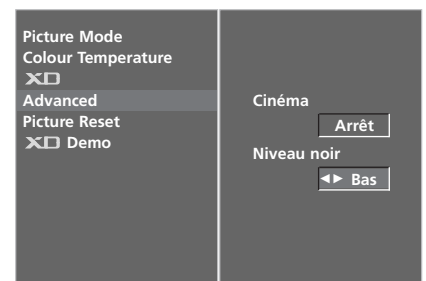 Picture Mode
Colour Temperature
XD
Advanced
Picture Reset
XD Demo
Cinéma
Arrêt
Niveau noir
◄► Bas